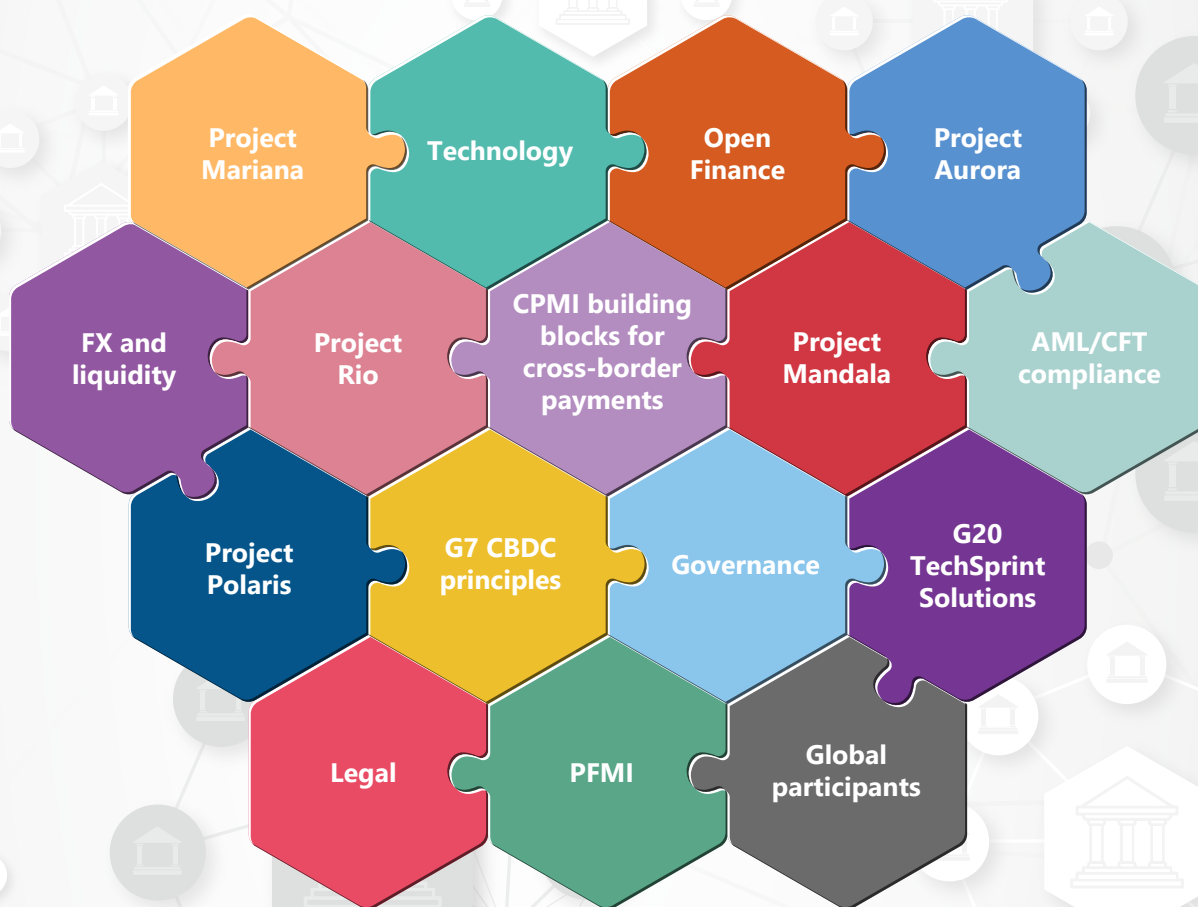 Project
Mariana
Technology
Open
Finance
Project
Aurora
FX and
liquidity
Project
Rio
CPMI building
blocks for
cross-border
payments
Project
Mandala
AML/CFT
compliance
Project
Polaris
G7 CBDC
principles
Governance
G20
TechSprint
Solutions
Legal
PFMI
Global
participants